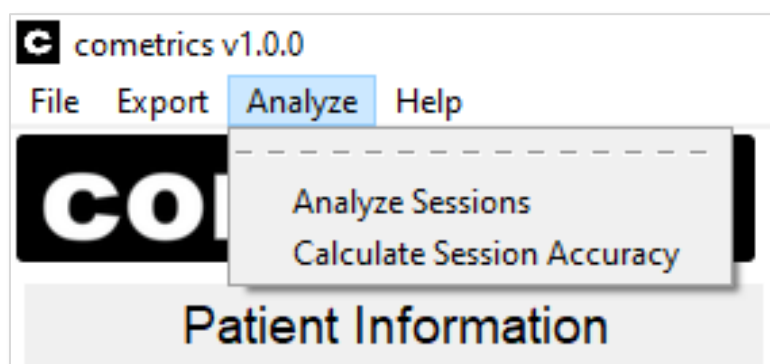 c cometrics v1.0.0
File Export Analyze Help
Analyze Sessions
Calculate Session Accuracy
Patient Information